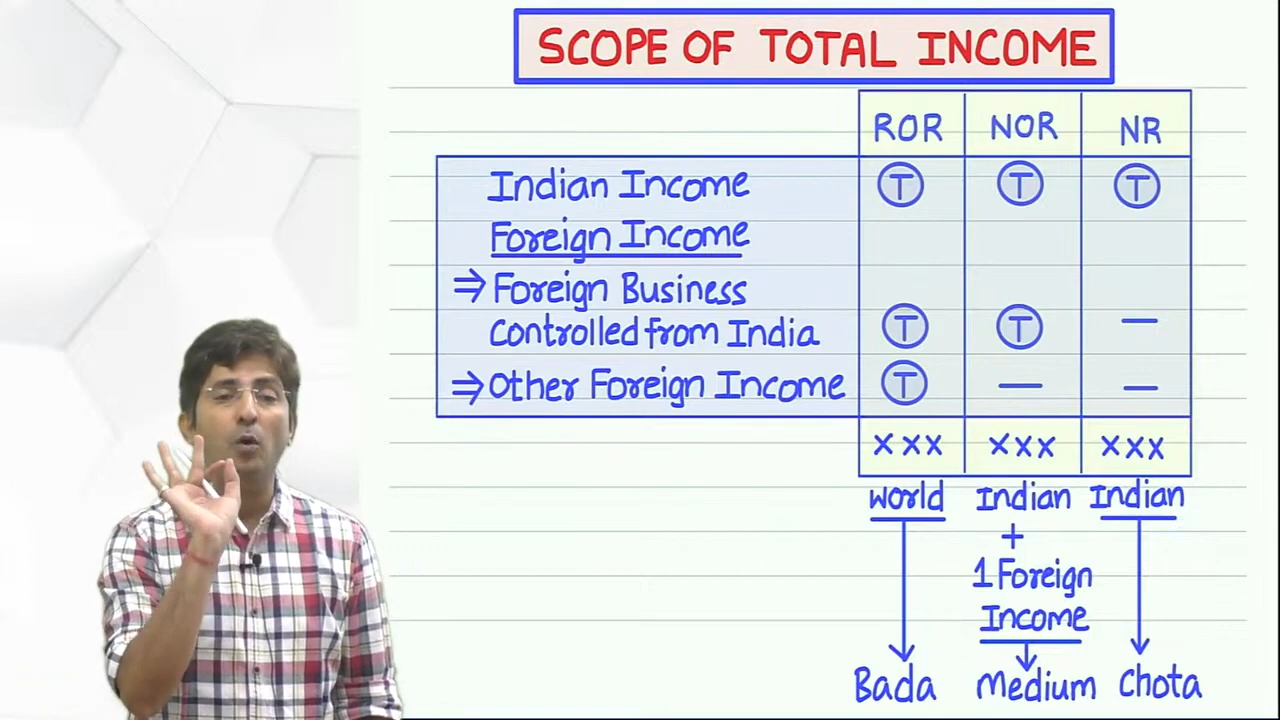 SCOPE OF TOTAL INCOME
ROR NOR NR
Indian Income T T T
Foreign Income
⇒ Foreign Business
Controlled from India T T —
⇒ Other Foreign Income T — —
xxx xxx xxx
World Indian Indian
+
1 Foreign
Income
Bada Medium Chota